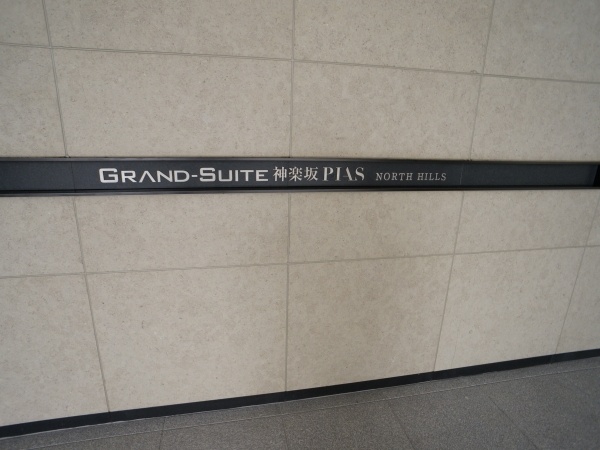 GRAND-SUITE 神楽坂 PIAS NORTH HILLS